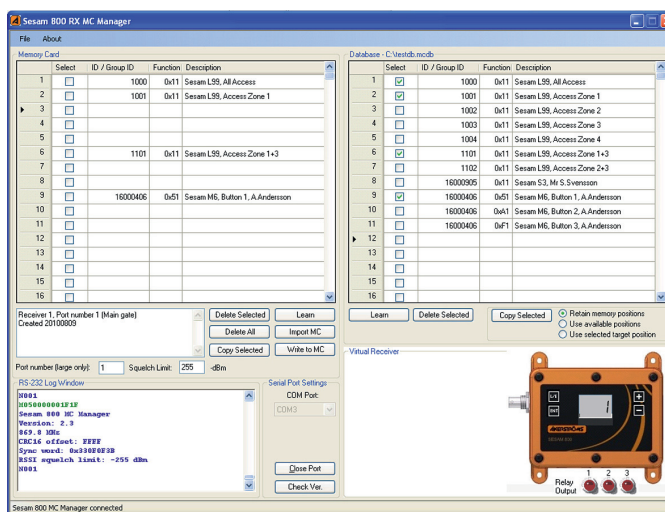 Sesam 800 RX MC Manager
File About
Memory Card
Select ID / Group ID Function Description
1 1000 0x11 Sesam L99, All Access
2 1001 0x11 Sesam L99, Access Zone 1
3
4
5
6 1101 0x11 Sesam L99, Access Zone 1+3
7
8
9 16000406 0x51 Sesam M6, Button 1, A.Andersson
10
11
12
13
14
15
16
Receiver 1, Port number 1 (Main gate)
Created 20100809
Delete Selected Learn
Delete All Import MC
Copy Selected Write to MC
Port number (large only): 1 Squelch Limit: 255 -dBm
RS-232 Log Window
N001
M050000001F1F
Sesam 800 MC Manager
Version: 2.3
869.8 MHz
CRC16 offset: FFFF
Sync word: 0x330F0F3B
RSSI squelch limit: -255 dBm
N001
Serial Port Settings
COM Port:
COM3
Close Port
Check Ver.
Database - C:\testdb.mcdb
Select ID / Group ID Function Description
1 1000 0x11 Sesam L99, All Access
2 1001 0x11 Sesam L99, Access Zone 1
3 1002 0x11 Sesam L99, Access Zone 2
4 1003 0x11 Sesam L99, Access Zone 3
5 1004 0x11 Sesam L99, Access Zone 4
6 1101 0x11 Sesam L99, Access Zone 1+3
7 1102 0x11 Sesam L99, Access Zone 2+3
8 16000905 0x11 Sesam S3, Mr S.Svensson
9 16000406 0x51 Sesam M6, Button 1, A.Andersson
10 16000406 0xA1 Sesam M6, Button 2, A.Andersson
11 16000406 0xF1 Sesam M6, Button 3, A.Andersson
12
13
14
15
16
Learn Delete Selected Copy Selected
Retain memory positions
Use available positions
Use selected target position
Virtual Receiver
1
+
-
ÅKERSTRÖMS
SESAM 800
1 2 3
Relay
Output
Sesam 800 MC Manager connected